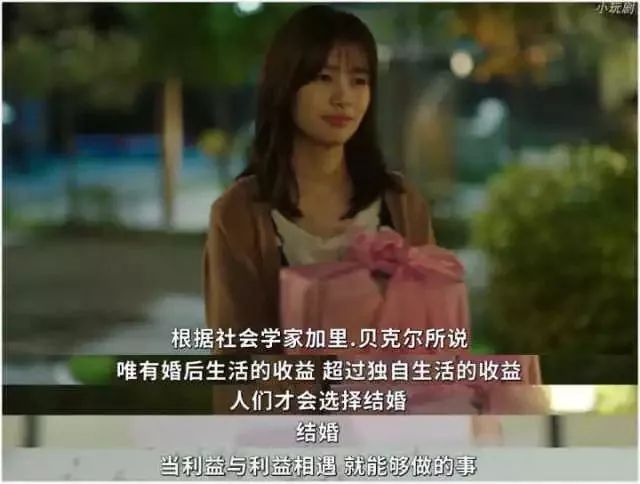 小玩剧
根据社会学家加里.贝克尔所说
唯有婚后生活的收益 超过独自生活的收益
人们才会选择结婚
结婚
当利益与利益相遇 就能够做的事